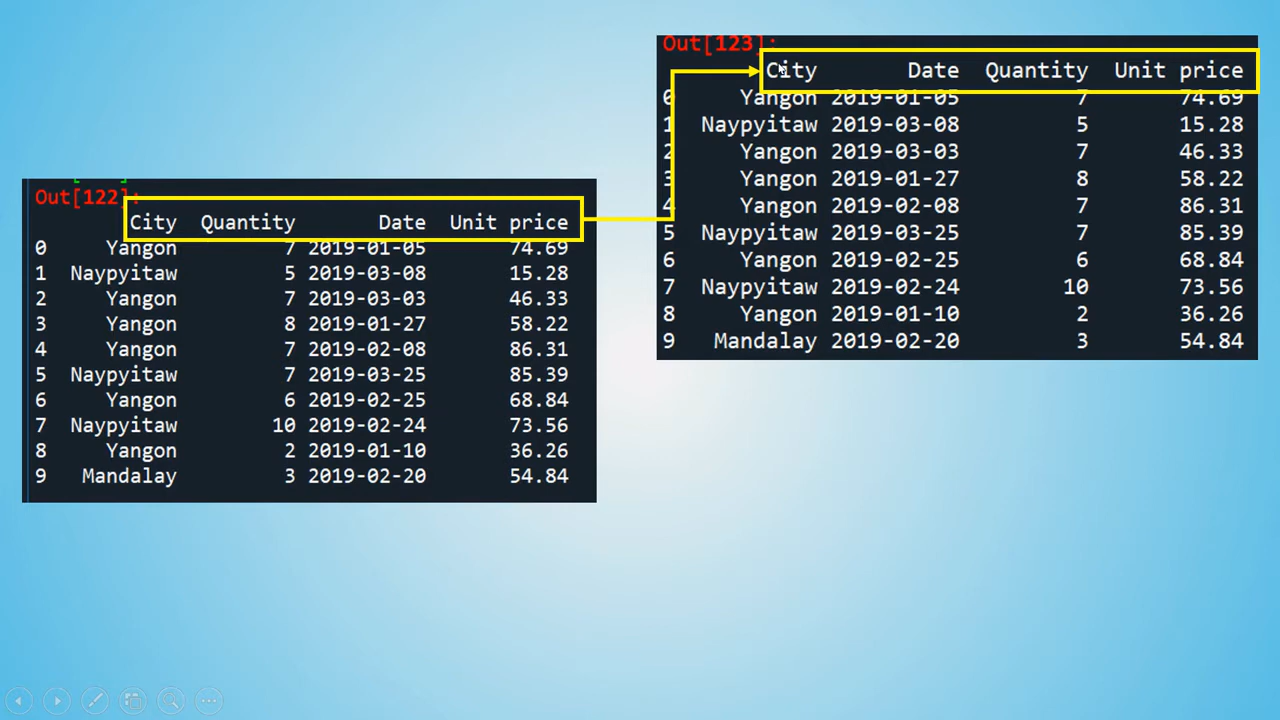 Out[122]:
City Quantity Date Unit price
0 Yangon 7 2019-01-05 74.69
1 Naypyitaw 5 2019-03-08 15.28
2 Yangon 7 2019-03-03 46.33
3 Yangon 8 2019-01-27 58.22
4 Yangon 7 2019-02-08 86.31
5 Naypyitaw 7 2019-03-25 85.39
6 Yangon 6 2019-02-25 68.84
7 Naypyitaw 10 2019-02-24 73.56
8 Yangon 2 2019-01-10 36.26
9 Mandalay 3 2019-02-20 54.84
Out[123]:
City Date Quantity Unit price
0 Yangon 2019-01-05 7 74.69
1 Naypyitaw 2019-03-08 5 15.28
2 Yangon 2019-03-03 7 46.33
3 Yangon 2019-01-27 8 58.22
4 Yangon 2019-02-08 7 86.31
5 Naypyitaw 2019-03-25 7 85.39
6 Yangon 2019-02-25 6 68.84
7 Naypyitaw 2019-02-24 10 73.56
8 Yangon 2019-01-10 2 36.26
9 Mandalay 2019-02-20 3 54.84